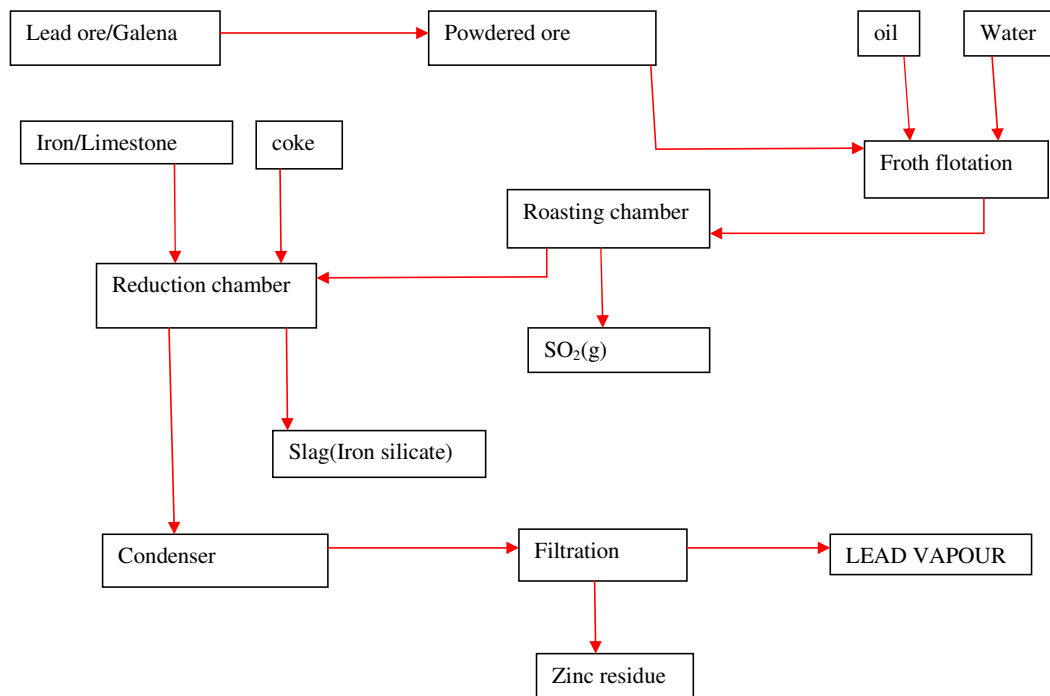 Lead ore/Galena
Powdered ore
oil
Water
Iron/Limestone
coke
Froth flotation
Roasting chamber
Reduction chamber
SO₂(g)
Slag(Iron silicate)
Condenser
Filtration
LEAD VAPOUR
Zinc residue